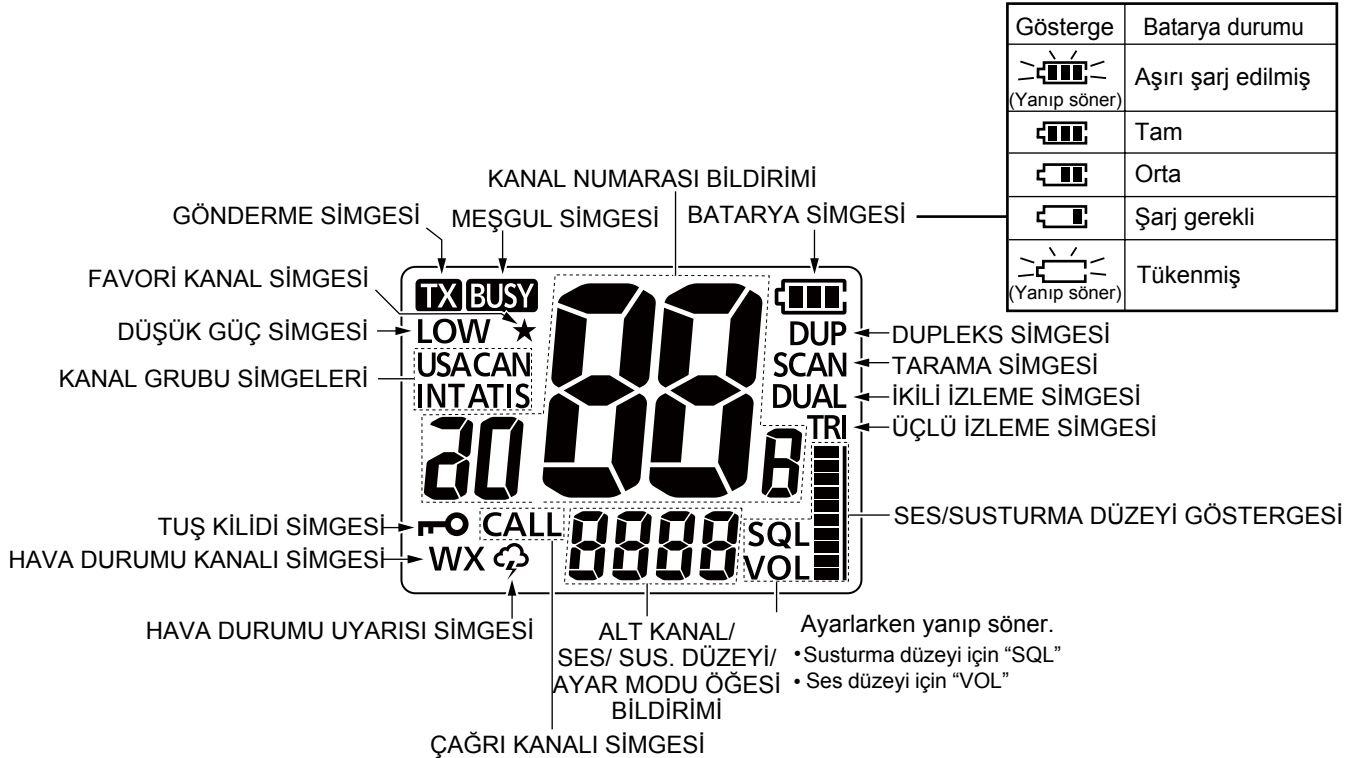 Gösterge Batarya durumu
(Yanıp söner) Aşırı şarj edilmiş
Tam
Orta
Şarj gerekli
(Yanıp söner) Tükenmiş
KANAL NUMARASI BİLDİRİMİ
GÖNDERME SİMGESİ
MEŞGUL SİMGESİ
BATARYA SİMGESİ
FAVORİ KANAL SİMGESİ
DÜŞÜK GÜÇ SİMGESİ
KANAL GRUBU SİMGELERİ
TX BUSY
LOW ★
USA CAN
INT ATIS
20
88
8
DUP
SCAN
DUAL
TRI
DUPLEKS SİMGESİ
TARAMA SİMGESİ
İKİLİ İZLEME SİMGESİ
ÜÇLÜ İZLEME SİMGESİ
TUŞ KİLİDİ SİMGESİ
HAVA DURUMU KANALI SİMGESİ
CALL
WX
8888
SQL
VOL
SES/SUSTURMA DÜZEYİ GÖSTERGESİ
HAVA DURUMU UYARISI SİMGESİ
ALT KANAL/
SES/ SUS. DÜZEYİ/
AYAR MODU ÖĞESİ
BİLDİRİMİ
Ayarlarken yanıp söner.
•Susturma düzeyi için “SQL”
• Ses düzeyi için “VOL”
ÇAĞRI KANALI SİMGESİ